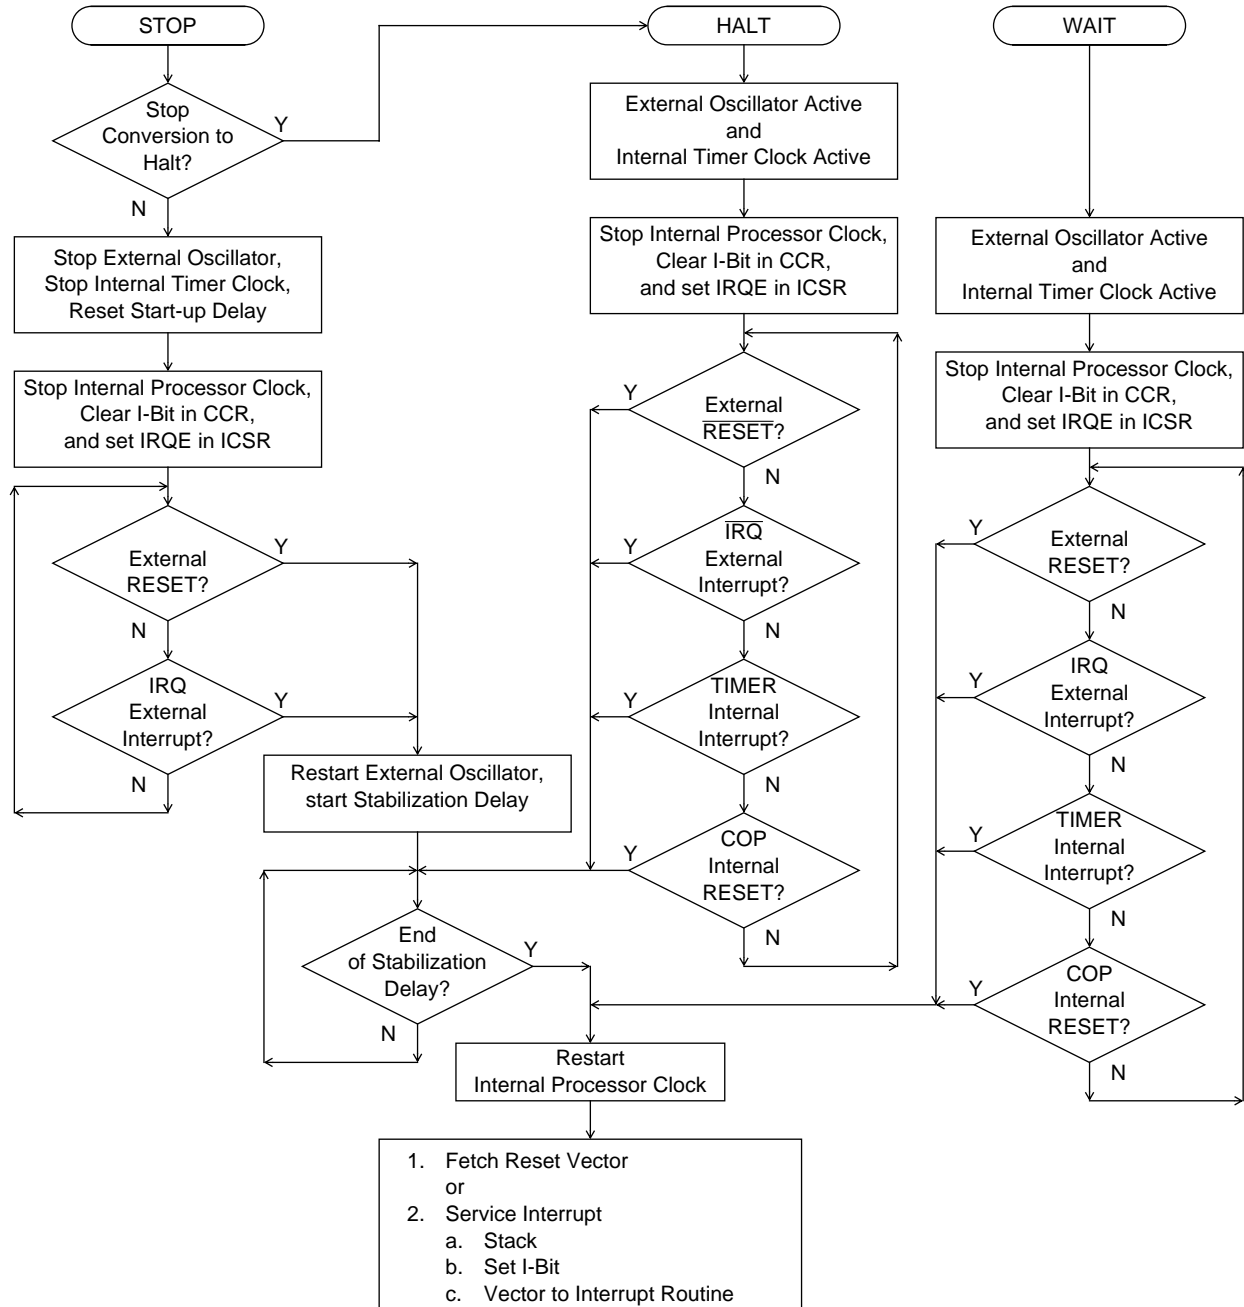 STOP
HALT
WAIT
Stop
Conversion to
Halt?
Y
N
Stop External Oscillator,
Stop Internal Timer Clock,
Reset Start-up Delay
Stop Internal Processor Clock,
Clear I-Bit in CCR,
and set IRQE in ICSR
External
RESET?
Y
N
IRQ
External
Interrupt?
Y
N
Restart External Oscillator,
start Stabilization Delay
End
of Stabilization
Delay?
Y
N
External Oscillator Active
and
Internal Timer Clock Active
Stop Internal Processor Clock,
Clear I-Bit in CCR,
and set IRQE in ICSR
Y
External
RESET?
N
IRQ
External
Interrupt?
Y
N
TIMER
Internal
Interrupt?
Y
N
COP
Internal
RESET?
Y
N
External Oscillator Active
and
Internal Timer Clock Active
Stop Internal Processor Clock,
Clear I-Bit in CCR,
and set IRQE in ICSR
Y
External
RESET?
N
IRQ
External
Interrupt?
Y
N
TIMER
Internal
Interrupt?
Y
N
COP
Internal
RESET?
Y
N
Restart
Internal Processor Clock
1. Fetch Reset Vector
or
2. Service Interrupt
a. Stack
b. Set I-Bit
c. Vector to Interrupt Routine